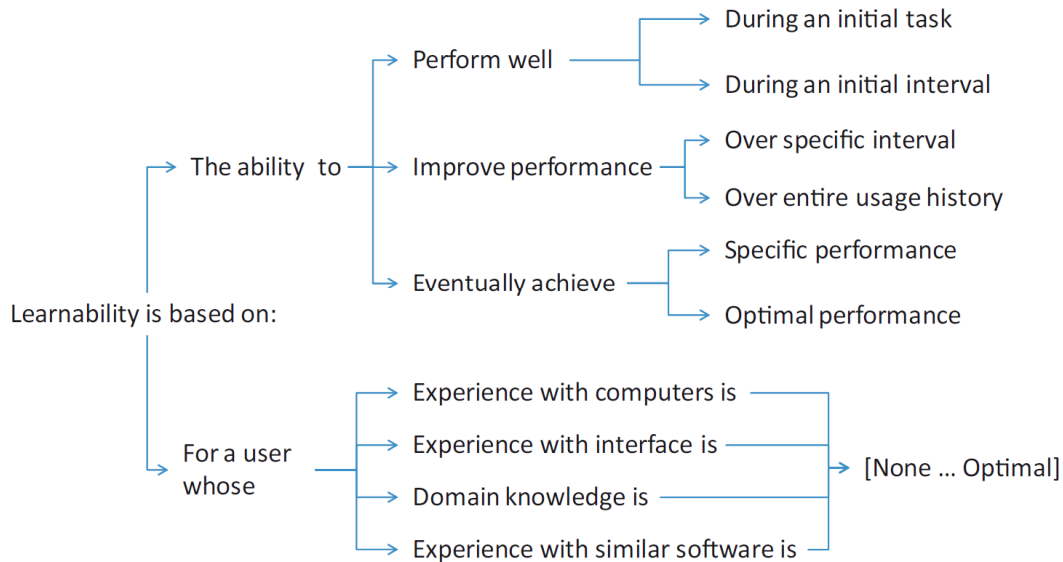 During an initial task
Perform well
During an initial interval
Over specific interval
The ability to
Improve performance
Over entire usage history
Specific performance
Eventually achieve
Optimal performance
Learnability is based on:
Experience with computers is
Experience with interface is
For a user
whose
[None ... Optimal]
Domain knowledge is
Experience with similar software is